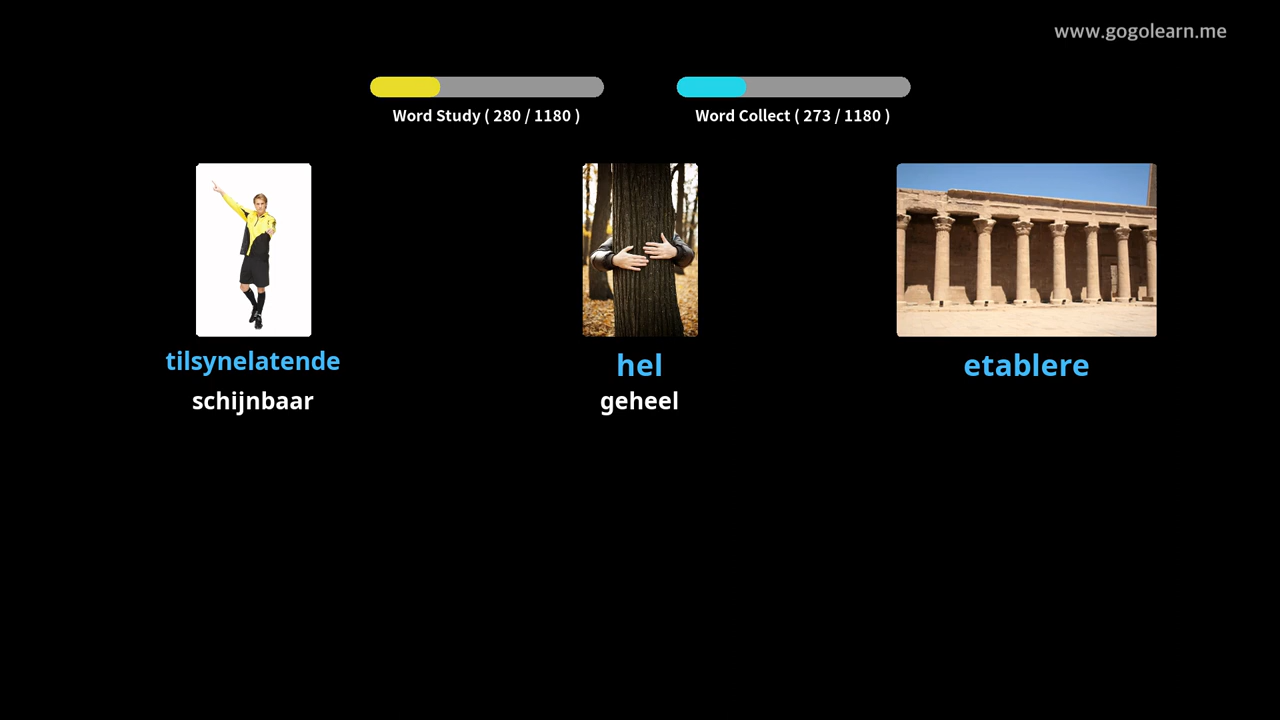 www.gogolearn.me
Word Study ( 280 / 1180 )
Word Collect ( 273 / 1180 )
tilsynelatende
schijnbaar
hel
geheel
etablere